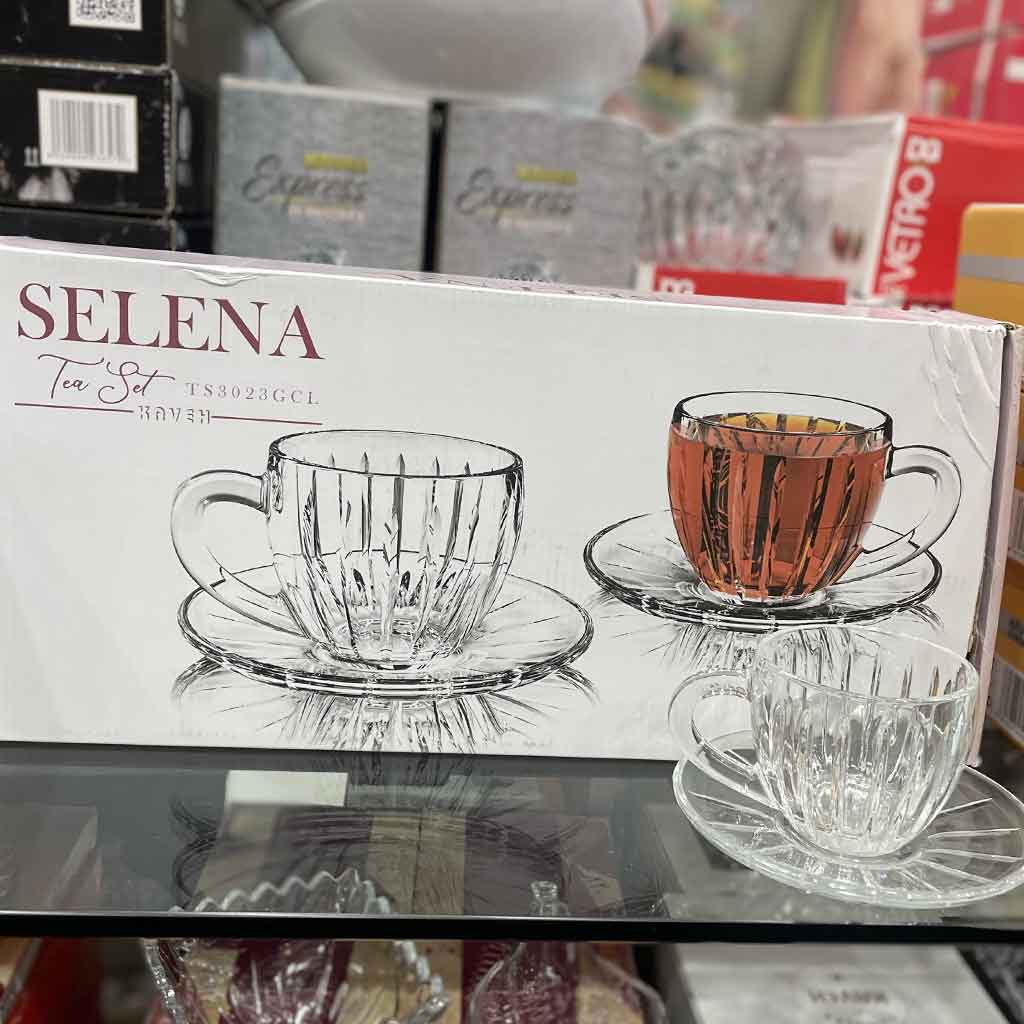 Express
Express
VETRO
B
SELENA
Tea Set TS3023GCL
KAVEH